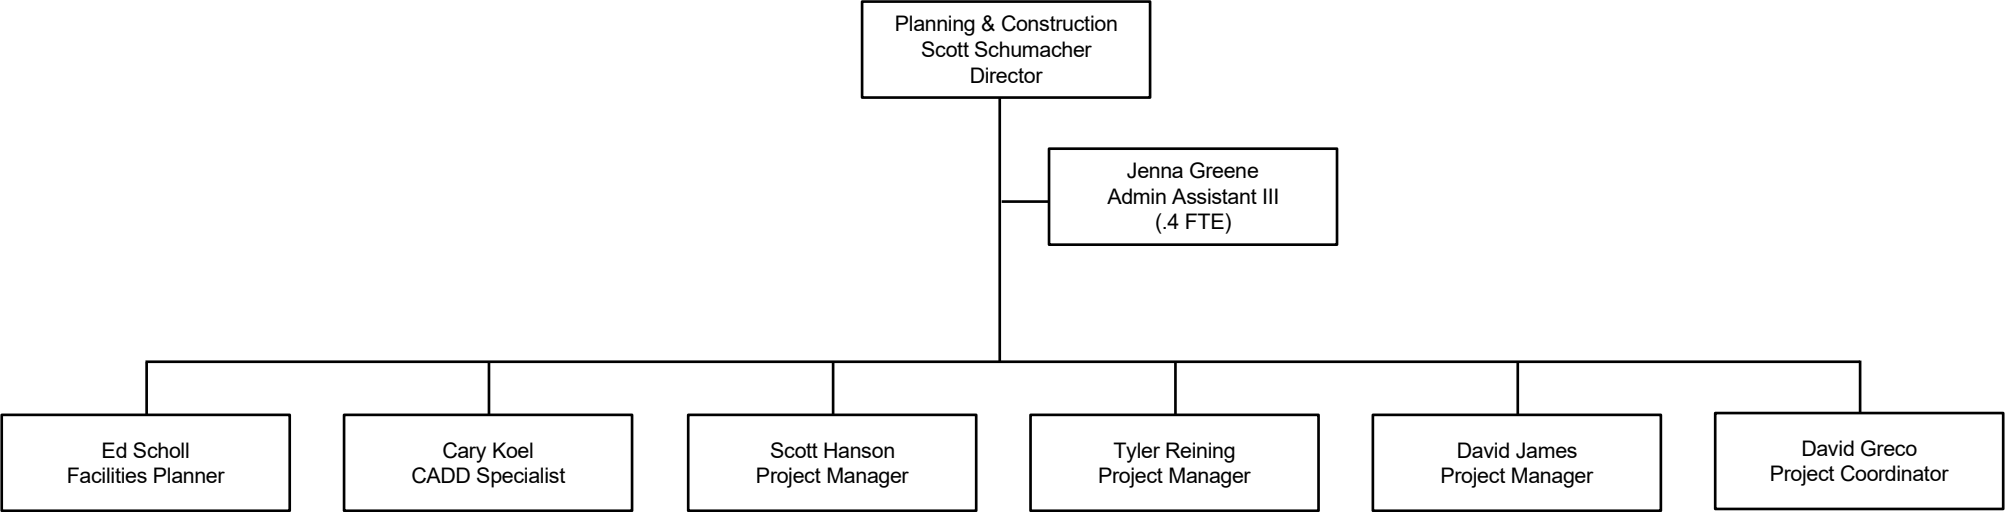 Planning & Construction
Scott Schumacher
Director
Jenna Greene
Admin Assistant III
(.4 FTE)
Ed Scholl
Facilities Planner
Cary Koel
CADD Specialist
Scott Hanson
Project Manager
Tyler Reining
Project Manager
David James
Project Manager
David Greco
Project Coordinator